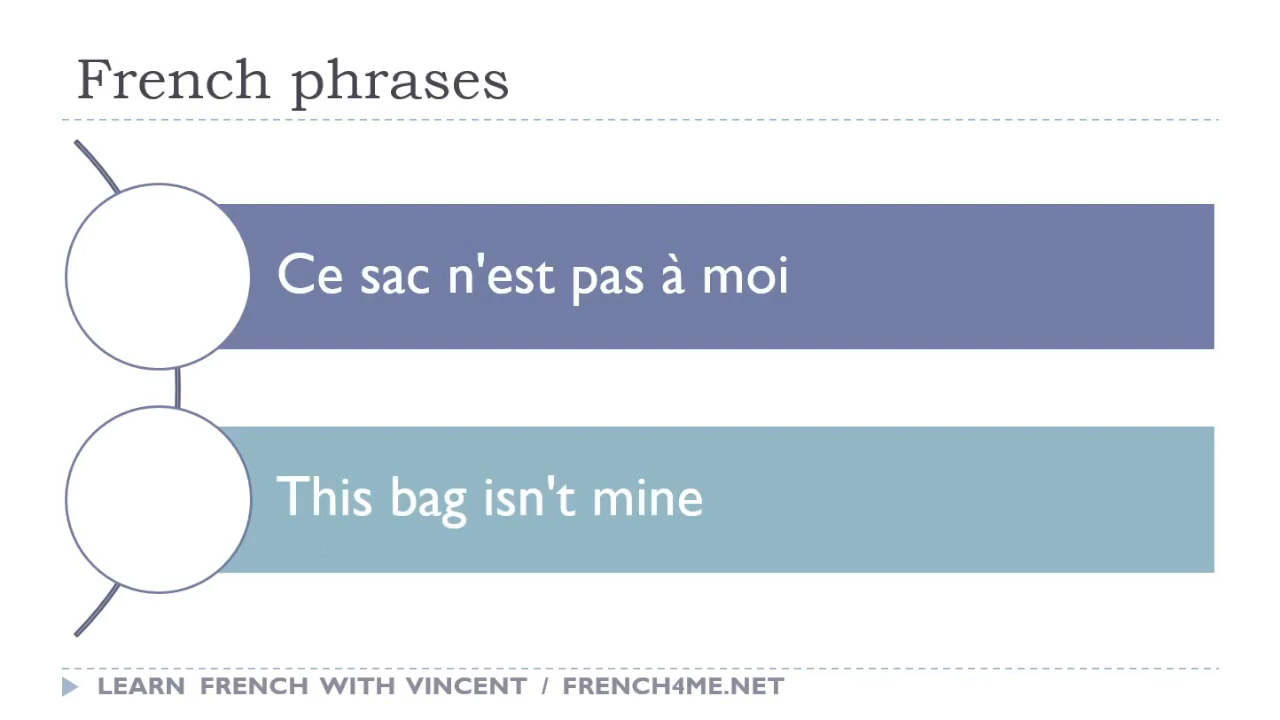 French phrases
Ce sac n'est pas à moi
This bag isn't mine
LEARN FRENCH WITH VINCENT / FRENCH4ME.NET